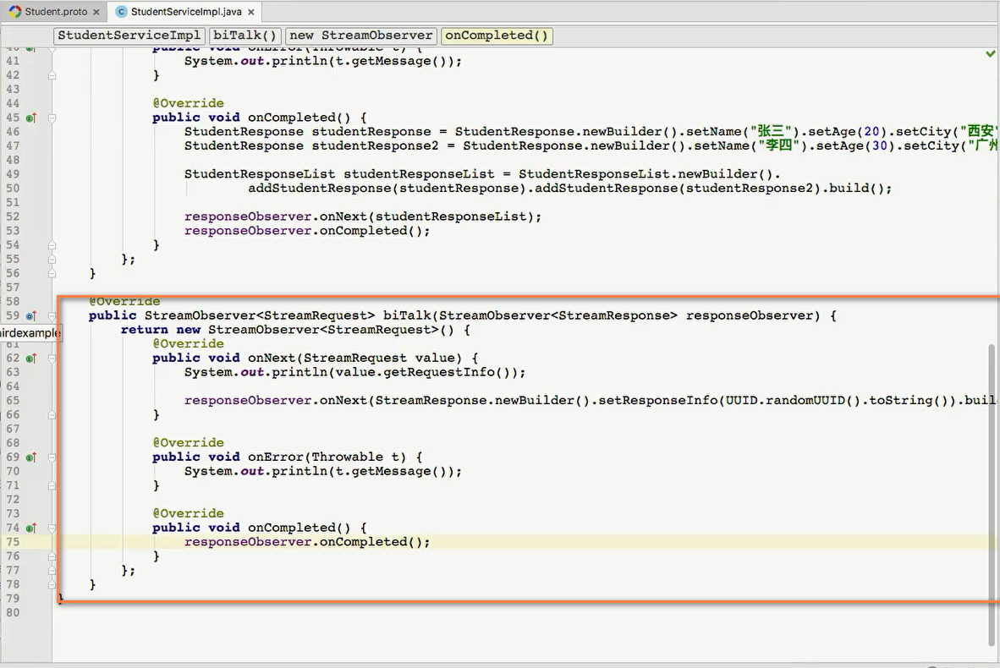 Student.proto × StudentServiceImpl.java ×
StudentServiceImpl biTalk() new StreamObserver onCompleted()
public void onError(Throwable t) {
41 System.out.println(t.getMessage());
42 }
43
44 @Override
45 public void onCompleted() {
46 StudentResponse studentResponse = StudentResponse.newBuilder().setName("张三").setAge(20).setCity("西安"
47 StudentResponse studentResponse2 = StudentResponse.newBuilder().setName("李四").setAge(30).setCity("广州
48
49 StudentResponseList studentResponseList = StudentResponseList.newBuilder().
50 addStudentResponse(studentResponse).addStudentResponse(studentResponse2).build();
51
52 responseObserver.onNext(studentResponseList);
53 responseObserver.onCompleted();
54 }
55 };
56 }
57
58 @Override
59 public StreamObserver<StreamRequest> biTalk(StreamObserver<StreamResponse> responseObserver) {
irdexample return new StreamObserver<StreamRequest>() {
61 @Override
62 public void onNext(StreamRequest value) {
63 System.out.println(value.getRequestInfo());
64
65 responseObserver.onNext(StreamResponse.newBuilder().setResponseInfo(UUID.randomUUID().toString()).buil
66 }
67
68 @Override
69 public void onError(Throwable t) {
70 System.out.println(t.getMessage());
71 }
72
73 @Override
74 public void onCompleted() {
75 responseObserver.onCompleted();
76 }
77 };
78 }
79 }
80